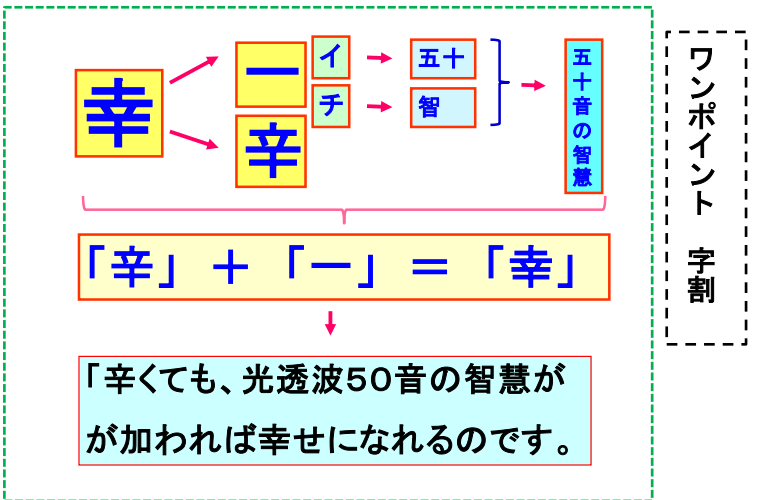 幸
一
辛
イ
チ
五十
智
五十音の智慧
「辛」＋「一」＝「幸」
「辛くても、光透波５０音の智慧が
が加われば幸せになれるのです。
ワンポイント　字割